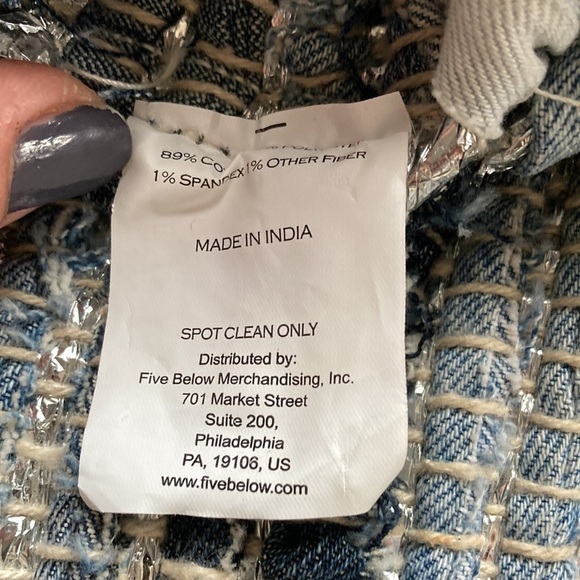 89% CO
1% SPANDEX 1% OTHER FIBER
MADE IN INDIA
SPOT CLEAN ONLY
Distributed by:
Five Below Merchandising, Inc.
701 Market Street
Suite 200,
Philadelphia
PA, 19106, US
www.fivebelow.com